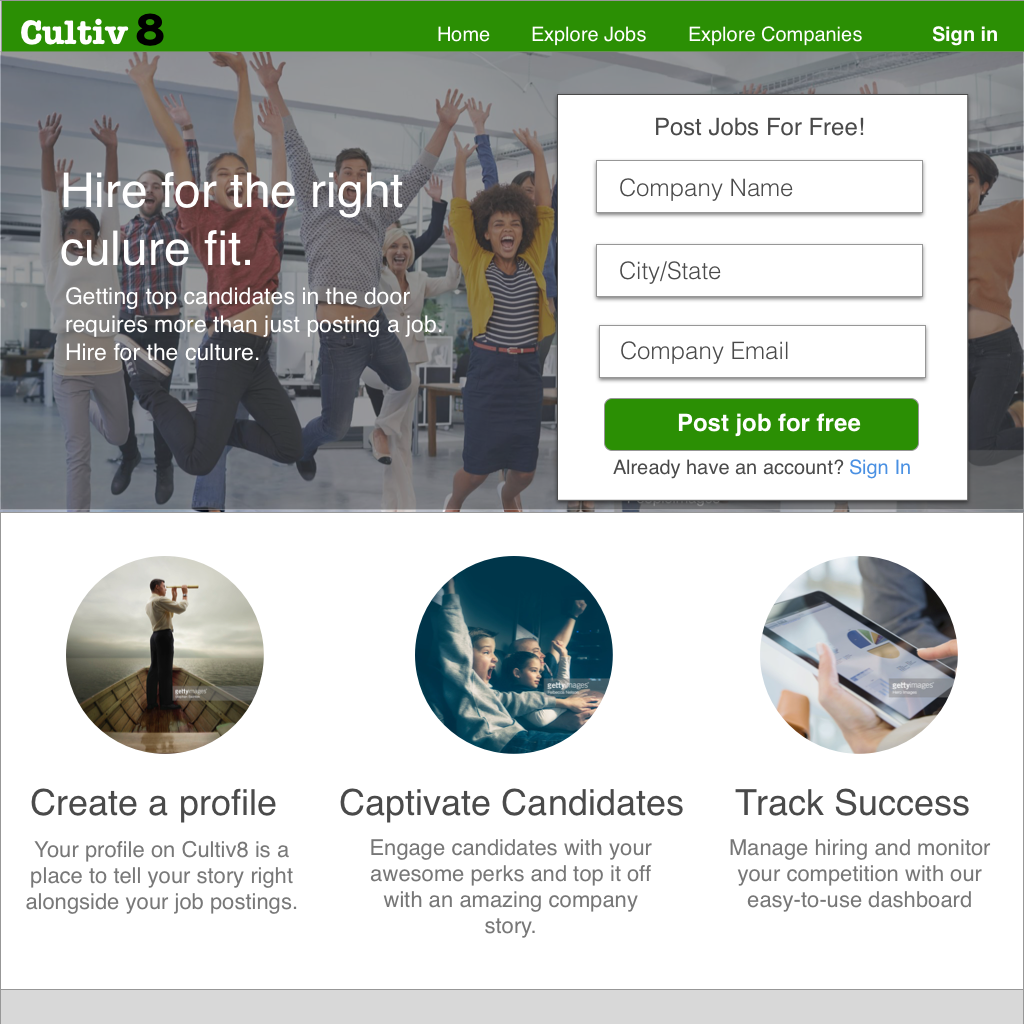 Cultiv 8
Home Explore Jobs Explore Companies Sign in
Hire for the right
culure fit.
Getting top candidates in the door
requires more than just posting a job.
Hire for the culture.
Post Jobs For Free!
Company Name
City/State
Company Email
Post job for free
Already have an account? Sign In
gettyimages
gettyimages
gettyimages
Create a profile
Your profile on Cultiv8 is a
place to tell your story right
alongside your job postings.
Captivate Candidates
Engage candidates with your
awesome perks and top it off
with an amazing company
story.
Track Success
Manage hiring and monitor
your competition with our
easy-to-use dashboard